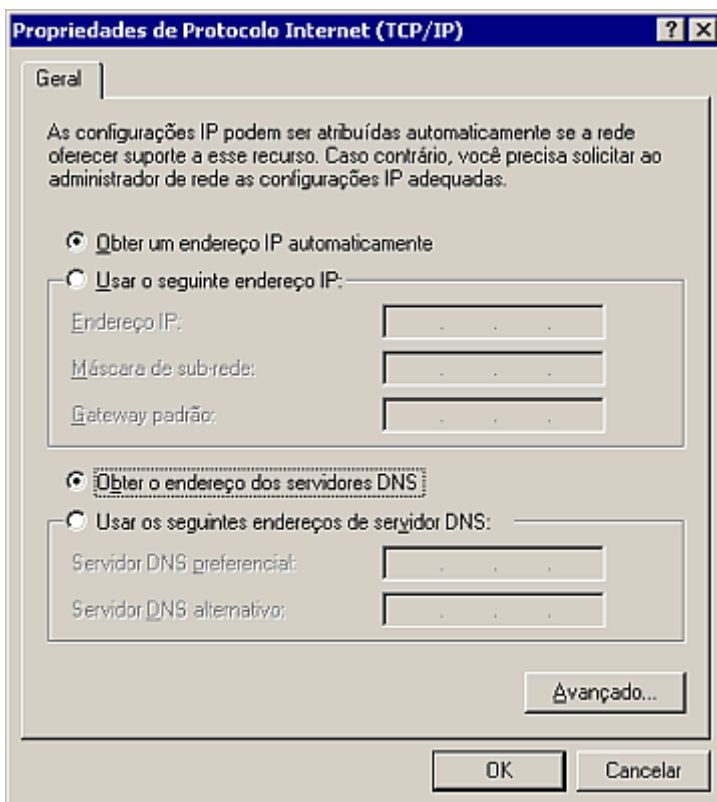 Propriedades de Protocolo Internet (TCP/IP)
Geral
As configurações IP podem ser atribuídas automaticamente se a rede
oferecer suporte a esse recurso. Caso contrário, você precisa solicitar ao
administrador de rede as configurações IP adequadas.
Obter um endereço IP automaticamente
Usar o seguinte endereço IP:
Endereço IP:
Máscara de sub-rede:
Gateway padrão:
Obter o endereço dos servidores DNS
Usar os seguintes endereços de servidor DNS:
Servidor DNS preferencial:
Servidor DNS alternativo:
Avançado...
OK Cancelar